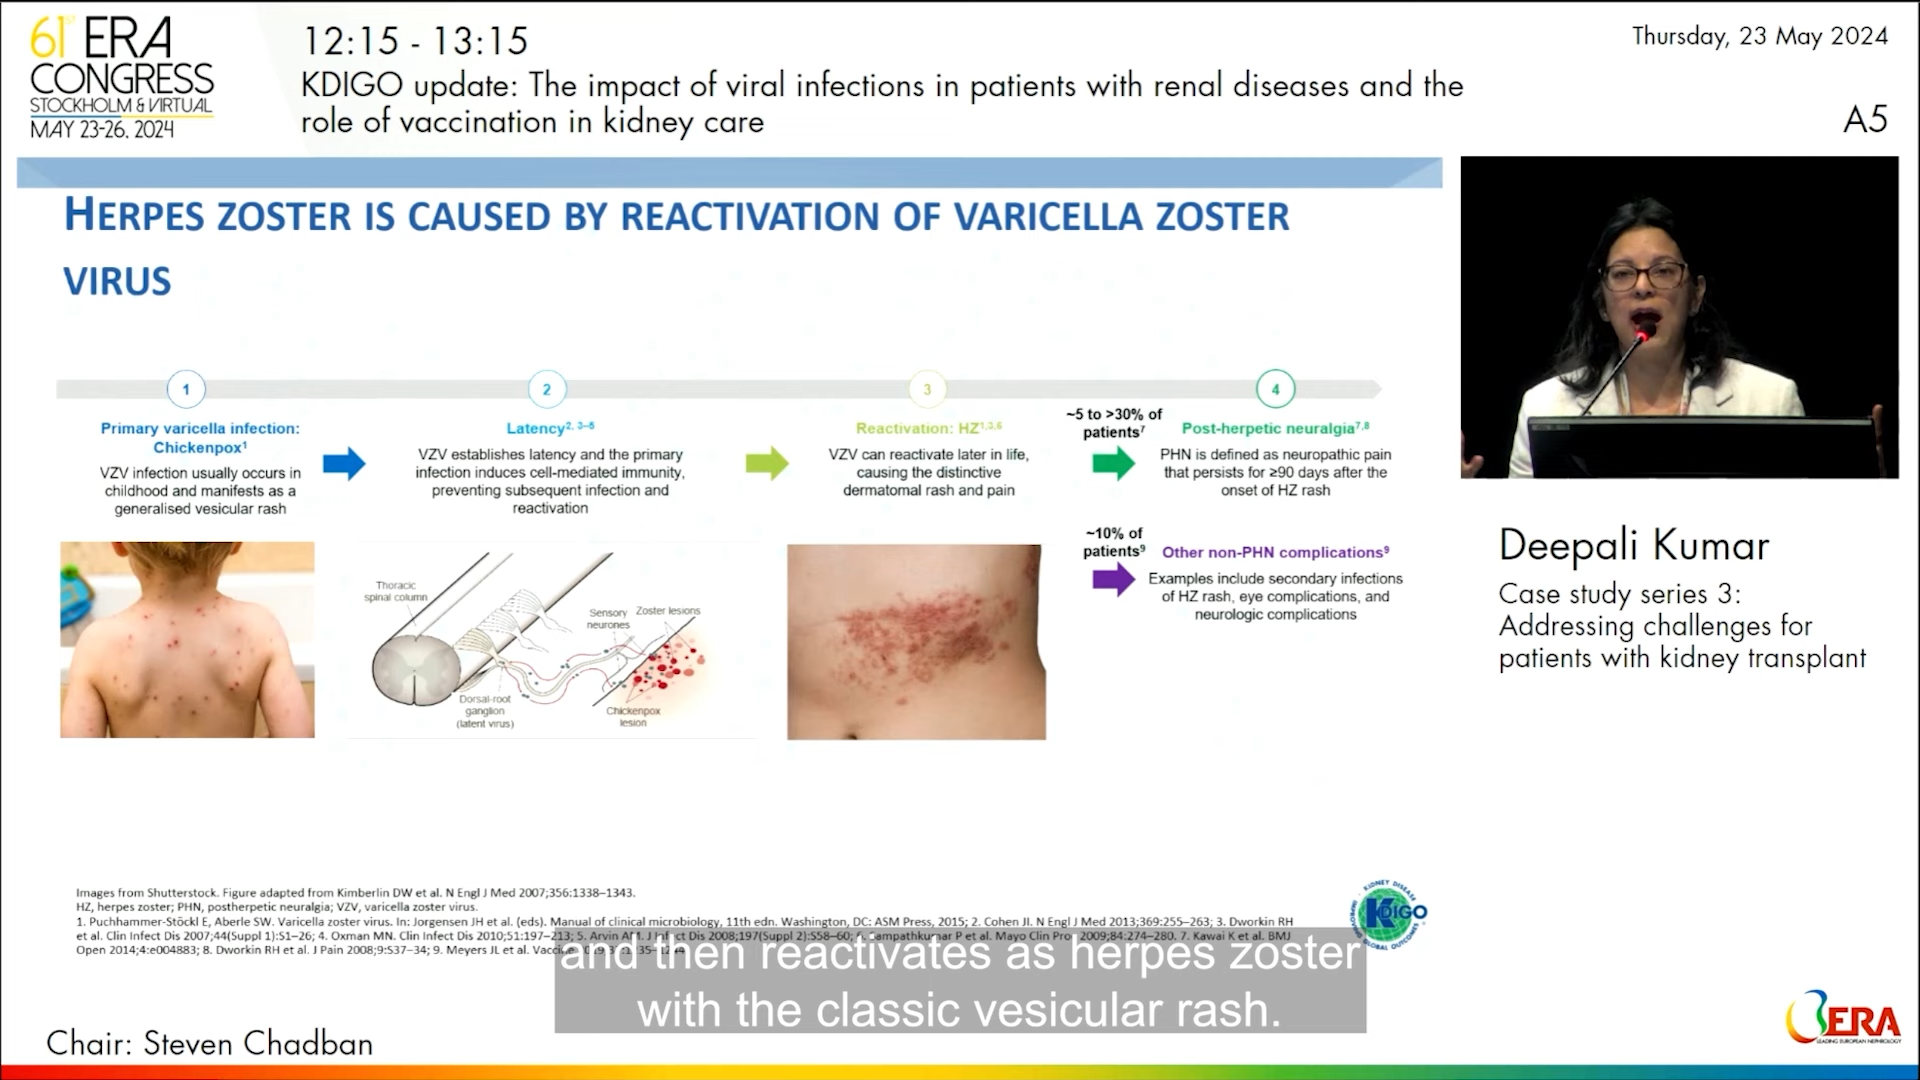 61ST ERA
CONGRESS
STOCKHOLM & VIRTUAL
MAY 23-26, 2024
12:15 - 13:15
KDIGO update: The impact of viral infections in patients with renal diseases and the
role of vaccination in kidney care
Thursday, 23 May 2024
A5
HERPES ZOSTER IS CAUSED BY REACTIVATION OF VARICELLA ZOSTER
VIRUS
1
Primary varicella infection:
Chickenpox¹
VZV infection usually occurs in
childhood and manifests as a
generalised vesicular rash
2
Latency², ³⁻⁵
VZV establishes latency and the primary
infection induces cell-mediated immunity,
preventing subsequent infection and
reactivation
Thoracic
spinal column
Sensory
neurones
Zoster lesions
Dorsal-root
ganglion
(latent virus)
Chickenpox
lesion
3
Reactivation: HZ¹,³,⁶
VZV can reactivate later in life,
causing the distinctive
dermatomal rash and pain
~5 to >30% of
patients⁷
4
Post-herpetic neuralgia⁷,⁸
PHN is defined as neuropathic pain
that persists for ≥90 days after the
onset of HZ rash
~10% of
patients⁹
Other non-PHN complications⁹
Examples include secondary infections
of HZ rash, eye complications, and
neurologic complications
Deepali Kumar
Case study series 3:
Addressing challenges for
patients with kidney transplant
Images from Shutterstock. Figure adapted from Kimberlin DW et al. N Engl J Med 2007;356:1338–1343.
HZ, herpes zoster; PHN, postherpetic neuralgia; VZV, varicella zoster virus.
1. Puchhammer-Stöckl E, Aberle SW. Varicella zoster virus. In: Jorgensen JH et al. (eds). Manual of clinical microbiology, 11th edn. Washington, DC: ASM Press, 2015; 2. Cohen JI. N Engl J Med 2013;369:255–263; 3. Dworkin RH
et al. Clin Infect Dis 2007;44(Suppl 1):S1–26; 4. Oxman MN. Clin Infect Dis 2010;51:197–213; 5. Arvin AM. J Infect Dis 2008;197(Suppl 2):S58–60; 6. Sampathkumar P et al. Mayo Clin Proc 2009;84:274–280. 7. Kawai K et al. BMJ
Open 2014;4:e004883; 8. Dworkin RH et al. J Pain 2008;9:S37–34; 9. Meyers JL et al.
KIDNEY DISEASE
KDIGO
IMPROVING GLOBAL OUTCOMES
and then reactivates as herpes zoster
with the classic vesicular rash.
Chair: Steven Chadban
ERA
LEADING EUROPEAN NEPHROLOGY